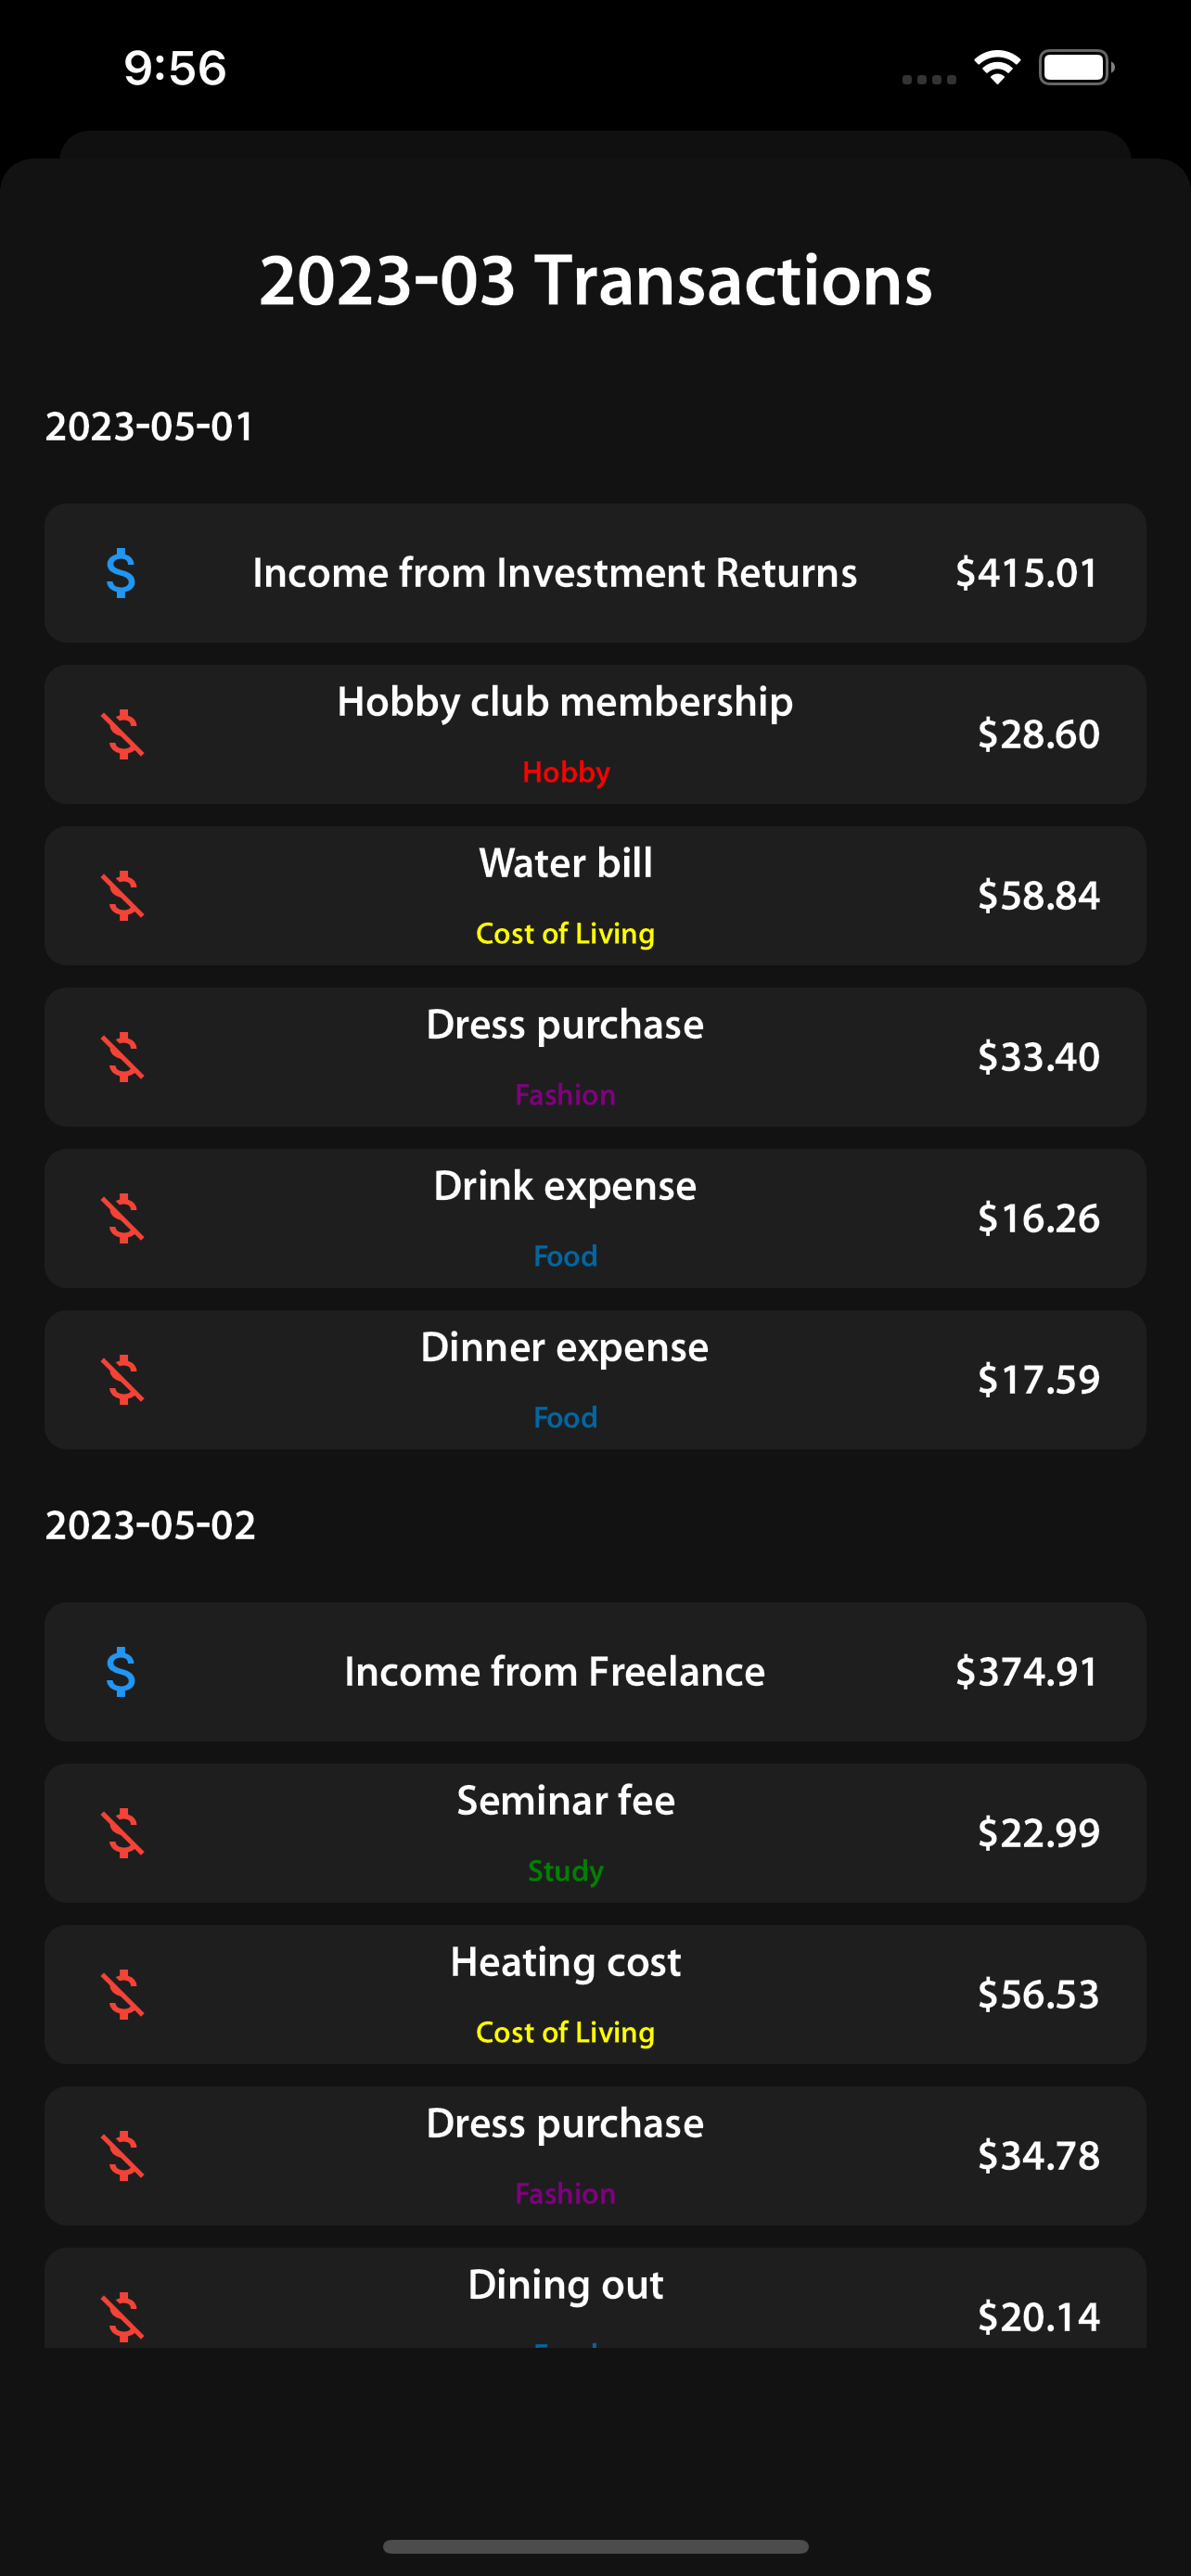 9:56
2023-03 Transactions
2023-05-01
Income from Investment Returns $415.01
Hobby club membership
$28.60
Hobby
Water bill
$58.84
Cost of Living
Dress purchase
$33.40
Fashion
Drink expense
$16.26
Food
Dinner expense
$17.59
Food
2023-05-02
Income from Freelance $374.91
Seminar fee
$22.99
Study
Heating cost
$56.53
Cost of Living
Dress purchase
$34.78
Fashion
Dining out
$20.14